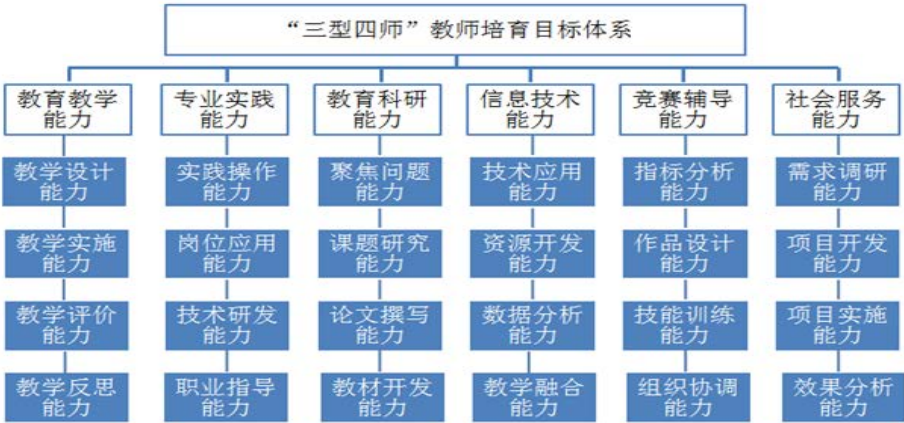 “三型四师”教师培育目标体系
教育教学
能力
专业实践
能力
教育科研
能力
信息技术
能力
竞赛辅导
能力
社会服务
能力
教学设计
能力
实践操作
能力
聚焦问题
能力
技术应用
能力
指标分析
能力
需求调研
能力
教学实施
能力
岗位应用
能力
课题研究
能力
资源开发
能力
作品设计
能力
项目开发
能力
教学评价
能力
技术研发
能力
论文撰写
能力
数据分析
能力
技能训练
能力
项目实施
能力
教学反思
能力
职业指导
能力
教材开发
能力
教学融合
能力
组织协调
能力
效果分析
能力